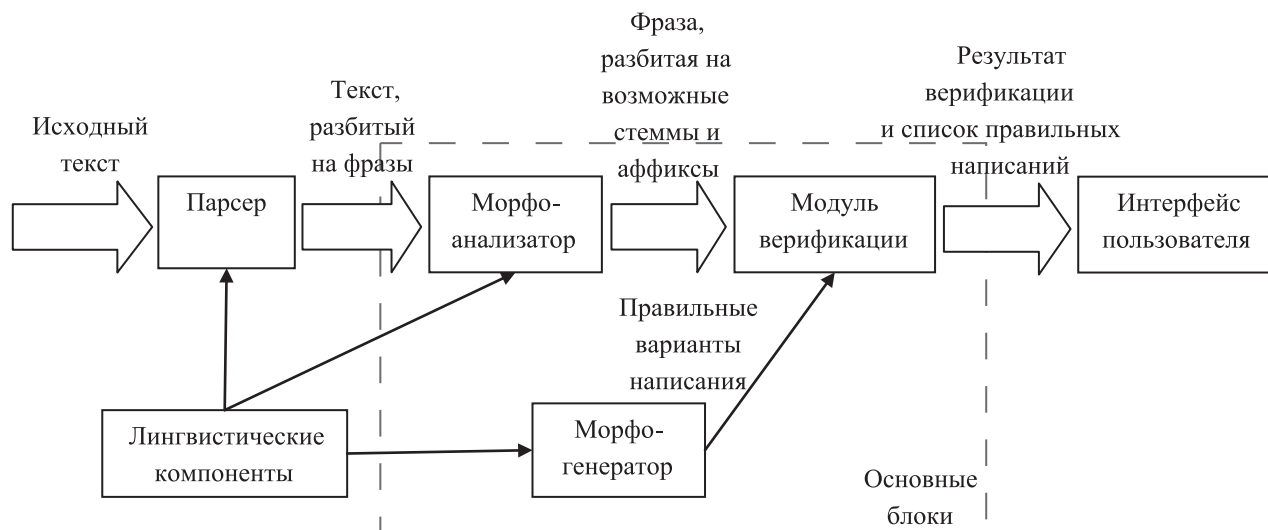 Исходный
текст
Парсер
Текст,
разбитый
на фразы
Морфо-
анализатор
Фраза,
разбитая на
возможные
стеммы и
аффиксы
Модуль
верификации
Результат
верификации
и список правильных
написаний
Интерфейс
пользователя
Лингвистические
компоненты
Морфо-
генератор
Правильные
варианты
написания
Основные
блоки